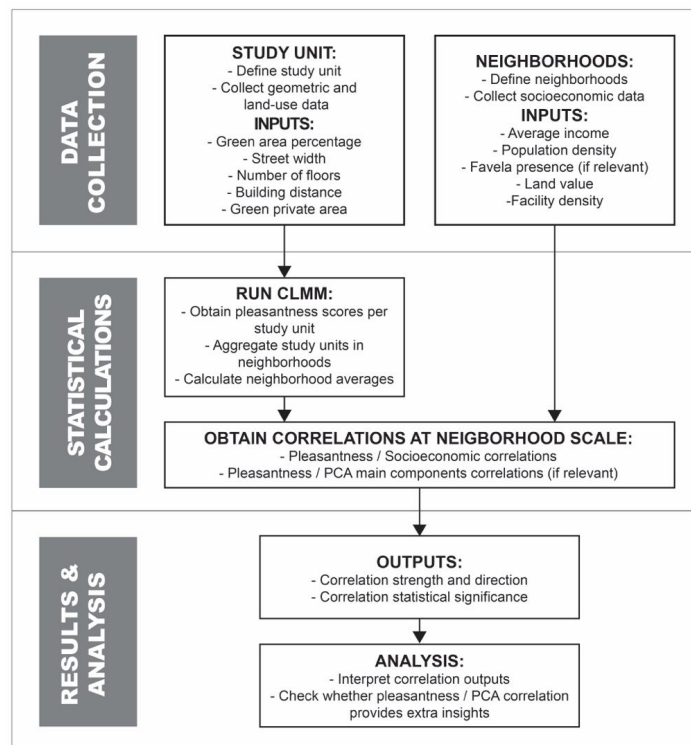 DATA
COLLECTION
STUDY UNIT:
- Define study unit
- Collect geometric and
land-use data
INPUTS:
- Green area percentage
- Street width
- Number of floors
- Building distance
- Green private area
NEIGHBORHOODS:
- Define neighborhoods
- Collect socioeconomic data
INPUTS:
- Average income
- Population density
- Favela presence (if relevant)
- Land value
-Facility density
STATISTICAL
CALCULATIONS
RUN CLMM:
- Obtain pleasantness scores per
study unit
- Aggregate study units in
neighborhoods
- Calculate neighborhood averages
OBTAIN CORRELATIONS AT NEIGBORHOOD SCALE:
- Pleasantness / Socioeconomic correlations
- Pleasantness / PCA main components correlations (if relevant)
RESULTS &
ANALYSIS
OUTPUTS:
- Correlation strength and direction
- Correlation statistical significance
ANALYSIS:
- Interpret correlation outputs
- Check whether pleasantness / PCA correlation
provides extra insights